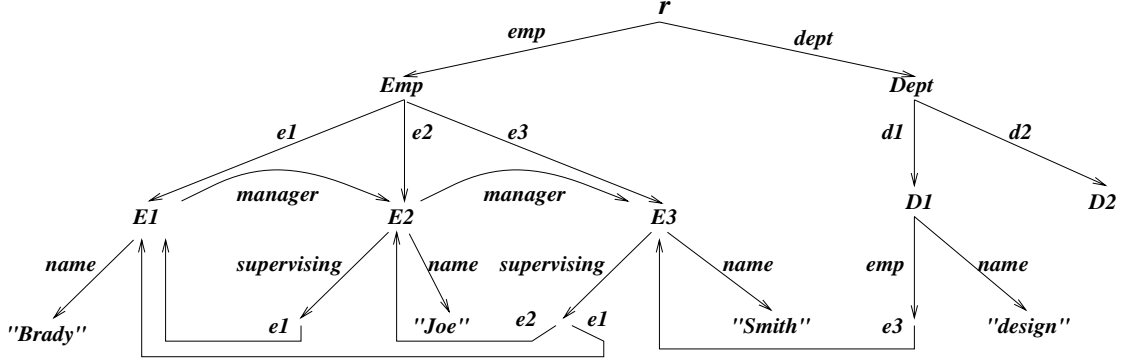 r
emp dept
Emp Dept
e1 e2 e3 d1 d2
manager manager
E1 E2 E3 D1 D2
name supervising name supervising name emp name
"Brady" e1 "Joe" e2 e1 "Smith" e3 "design"